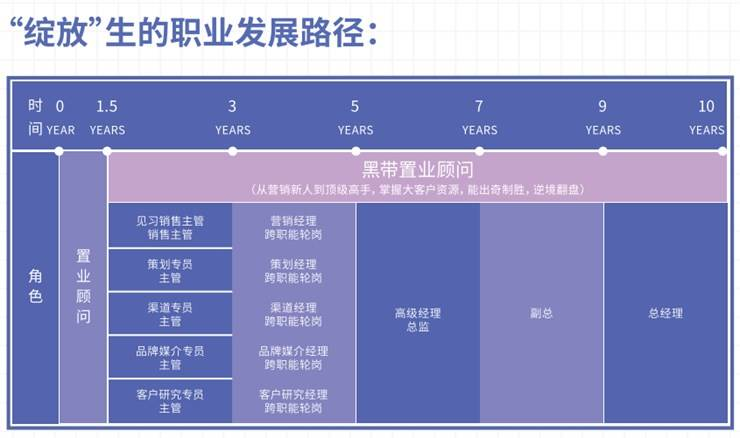 “绽放”生的职业发展路径：
时间
0 1.5 3 5 7 9 10
YEAR YEARS YEARS YEARS YEARS YEARS YEARS
角色
置业顾问
黑带置业顾问
（从营销新人到顶级高手，掌握大客户资源，能出奇制胜，逆境翻盘）
见习销售主管
销售主管
营销经理
跨职能轮岗
策划专员
主管
策划经理
跨职能轮岗
渠道专员
主管
渠道经理
跨职能轮岗
品牌媒介专员
主管
品牌媒介经理
跨职能轮岗
客户研究专员
主管
客户研究经理
跨职能轮岗
高级经理
总监
副总
总经理